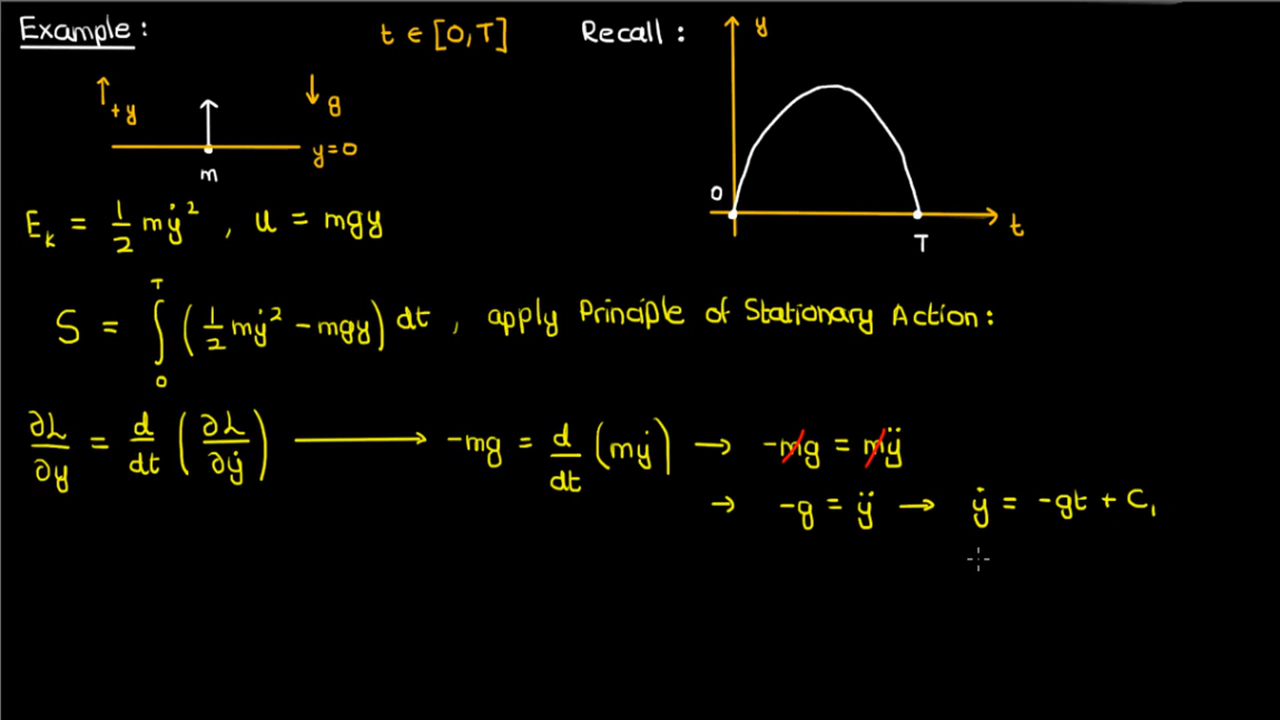 Example: t ∈ [0,T] Recall:
y
+y g
y=0
m
0
T
t
E_k = 1/2 mẏ², u = mgy
S = ∫₀ᵀ (1/2 mẏ² - mgy) dt, apply Principle of Stationary Action:
∂L/∂y = d/dt (∂L/∂ẏ) ⟶ -mg = d/dt (mẏ) → -mg = mÿ
→ -g = ÿ → ẏ = -gt + C₁